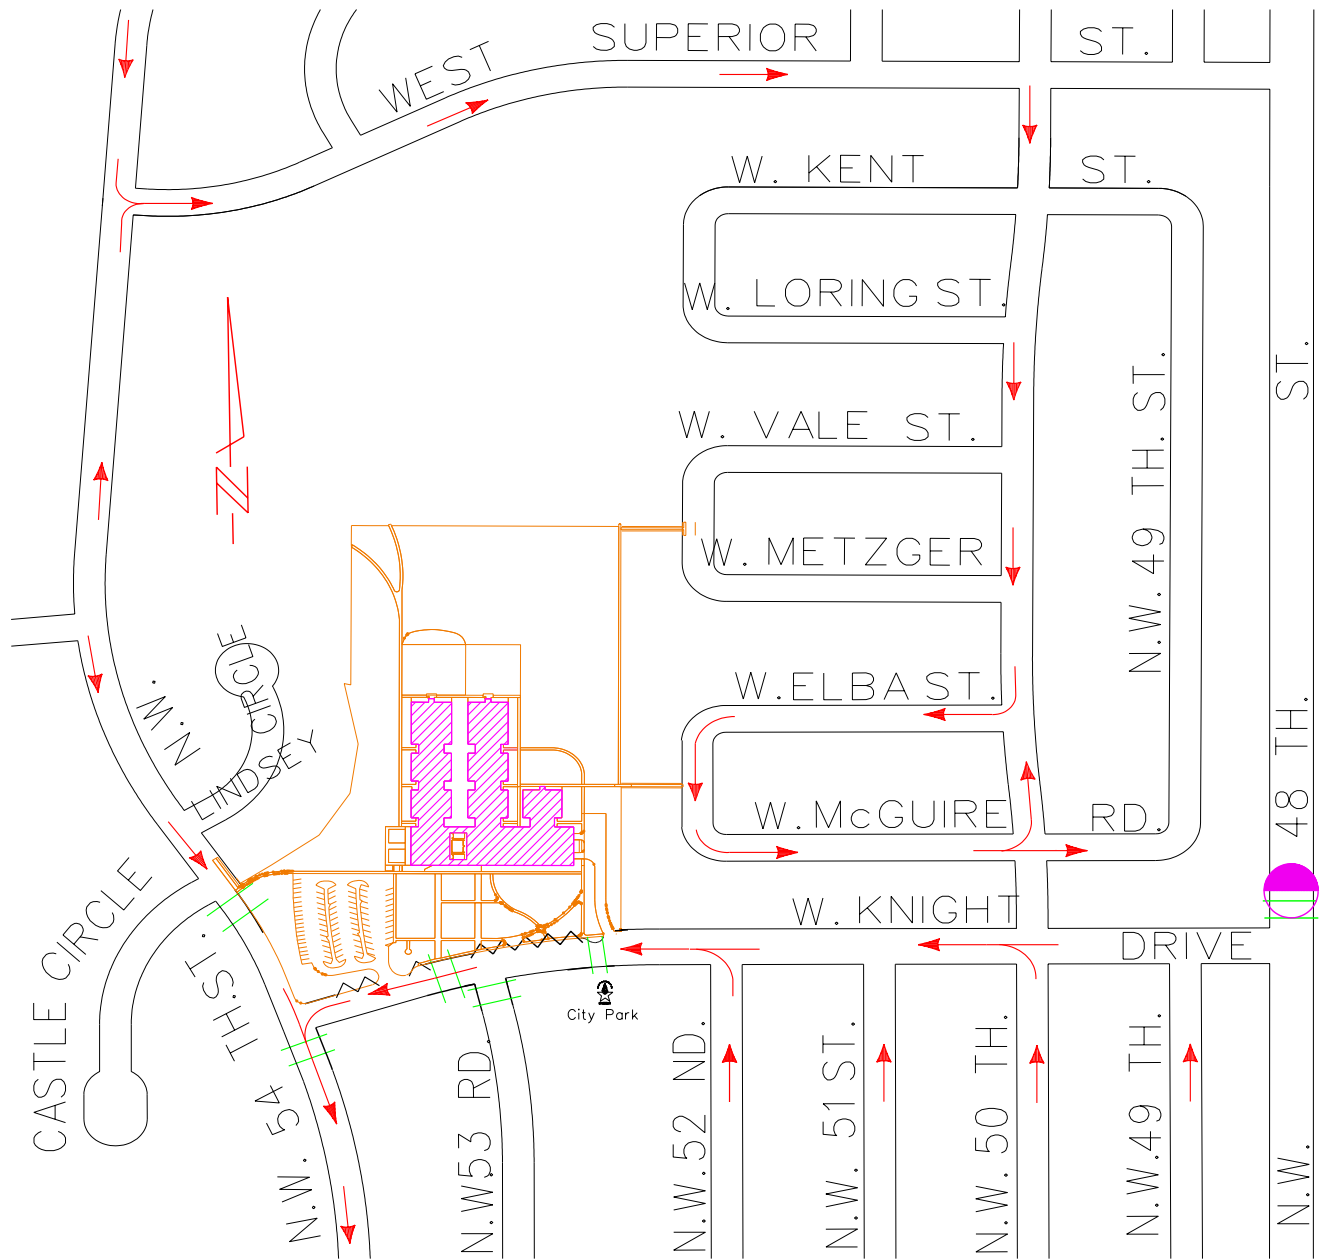 WEST SUPERIOR ST.
W. KENT ST.
W. LORING ST.
W. VALE ST.
W. METZGER
W. ELBA ST.
W. McGUIRE RD.
W. KNIGHT DRIVE
N.W. 49 TH. ST.
N.W. 48 TH. ST.
N
LINDSEY CIRCLE
CASTLE CIRCLE
N.W.
N.W. 54 TH.ST.
City Park
N.W.53 RD.
N.W.52 ND.
N.W. 51 ST.
N.W. 50 TH.
N.W.49 TH.